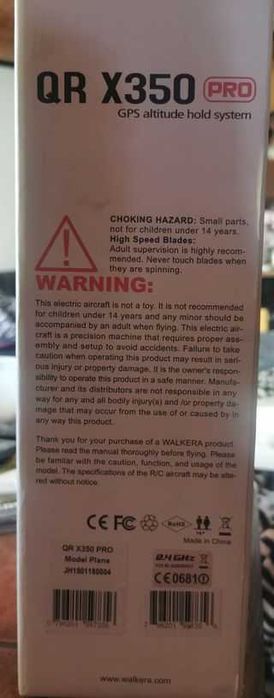 QR X350 PRO
GPS altitude hold system
CHOKING HAZARD: Small parts,
not for children under 14 years.
High Speed Blades:
Adult supervision is highly recom-
mended. Never touch blades when
they are spinning.
WARNING:
This electric aircraft is not a toy. It is not recommended
for children under 14 years and any minor should be
accompanied by an adult when flying. This electric air-
craft is a precision machine that requires proper ass-
embly and setup to avoid accidents. Failure to take
caution when operating this product may result in seri-
ous injury or property damage. It is the owner's respon-
sibility to operate this product in a safe manner. Manufa-
cturer and its distributors are not responsible in any
way for any and all bodily injury(s) and /or property da-
mage that may occur from the use of or caused by in
any way this product.
Thank you for your purchase of a WALKERA product.
Please read the manual thoroughly before flying. Please
be familiar with the caution, function, and usage of the
model. The specifications of the R/C aircraft may be alte-
red without notice.
CE FC RoHS 14+
Made in China
QR X350 PRO
Model Plane
JH1501160004
2.4 GHz
CE0681
www.walkera.com